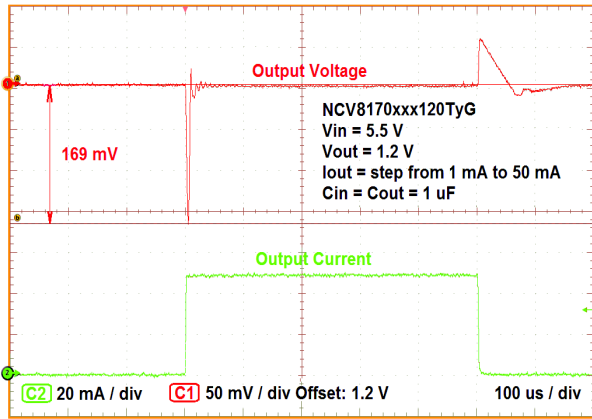 a
1
Output Voltage
NCV8170xxx120TyG
Vin = 5.5 V
Vout = 1.2 V
Iout = step from 1 mA to 50 mA
Cin = Cout = 1 uF
169 mV
b
Output Current
2
C2 20 mA / div C1 50 mV / div Offset: 1.2 V 100 us / div